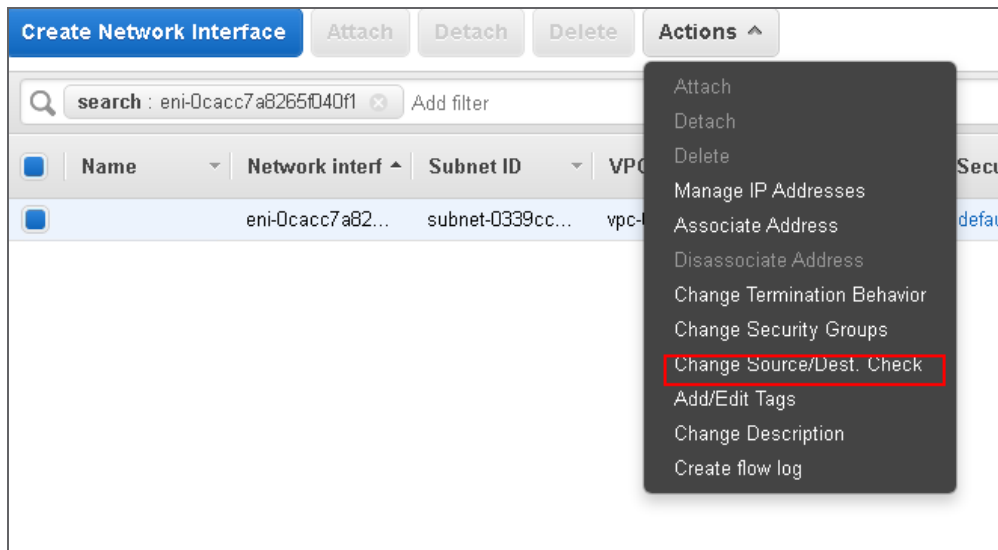 Create Network Interface Attach Detach Delete Actions
search : eni-0cacc7a8265f040f1 Add filter
Name Network interf Subnet ID
eni-0cacc7a82... subnet-0339cc...
Attach
Detach
Delete
Manage IP Addresses
Associate Address
Disassociate Address
Change Termination Behavior
Change Security Groups
Change Source/Dest. Check
Add/Edit Tags
Change Description
Create flow log